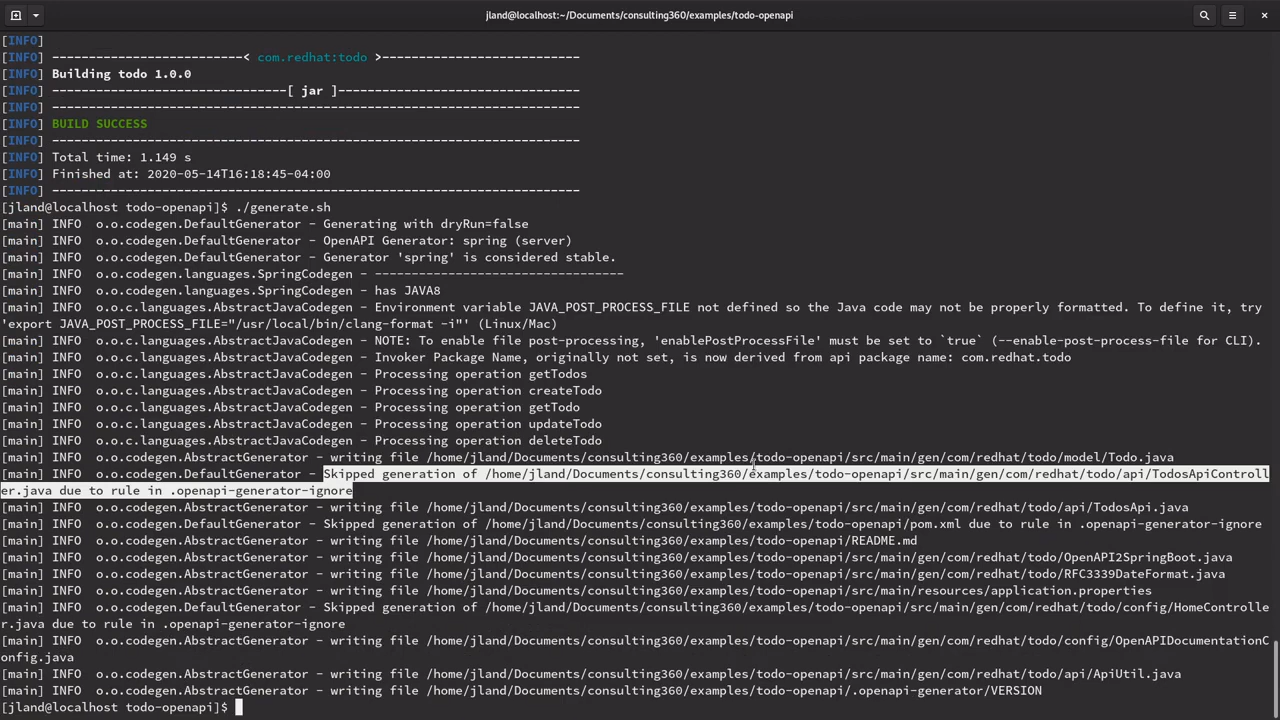 jland@localhost:~/Documents/consulting360/examples/todo-openapi
[INFO]
[INFO] -------------------------< com.redhat:todo >---------------------------
[INFO] Building todo 1.0.0
[INFO] --------------------------------[ jar ]---------------------------------
[INFO] ------------------------------------------------------------------------
[INFO] BUILD SUCCESS
[INFO] ------------------------------------------------------------------------
[INFO] Total time: 1.149 s
[INFO] Finished at: 2020-05-14T16:18:45-04:00
[INFO] ------------------------------------------------------------------------
[jland@localhost todo-openapi]$ ./generate.sh
[main] INFO  o.o.codegen.DefaultGenerator - Generating with dryRun=false
[main] INFO  o.o.codegen.DefaultGenerator - OpenAPI Generator: spring (server)
[main] INFO  o.o.codegen.DefaultGenerator - Generator 'spring' is considered stable.
[main] INFO  o.o.codegen.languages.SpringCodegen - ----------------------------------
[main] INFO  o.o.codegen.languages.SpringCodegen - has JAVA8
[main] INFO  o.o.c.languages.AbstractJavaCodegen - Environment variable JAVA_POST_PROCESS_FILE not defined so the Java code may not be properly formatted. To define it, try
'export JAVA_POST_PROCESS_FILE="/usr/local/bin/clang-format -i"' (Linux/Mac)
[main] INFO  o.o.c.languages.AbstractJavaCodegen - NOTE: To enable file post-processing, 'enablePostProcessFile' must be set to `true` (--enable-post-process-file for CLI).
[main] INFO  o.o.c.languages.AbstractJavaCodegen - Invoker Package Name, originally not set, is now derived from api package name: com.redhat.todo
[main] INFO  o.o.c.languages.AbstractJavaCodegen - Processing operation getTodos
[main] INFO  o.o.c.languages.AbstractJavaCodegen - Processing operation createTodo
[main] INFO  o.o.c.languages.AbstractJavaCodegen - Processing operation getTodo
[main] INFO  o.o.c.languages.AbstractJavaCodegen - Processing operation updateTodo
[main] INFO  o.o.c.languages.AbstractJavaCodegen - Processing operation deleteTodo
[main] INFO  o.o.codegen.AbstractGenerator - writing file /home/jland/Documents/consulting360/examples/todo-openapi/src/main/gen/com/redhat/todo/model/Todo.java
[main] INFO  o.o.codegen.DefaultGenerator - Skipped generation of /home/jland/Documents/consulting360/examples/todo-openapi/src/main/gen/com/redhat/todo/api/TodosApiControll
er.java due to rule in .openapi-generator-ignore
[main] INFO  o.o.codegen.AbstractGenerator - writing file /home/jland/Documents/consulting360/examples/todo-openapi/src/main/gen/com/redhat/todo/api/TodosApi.java
[main] INFO  o.o.codegen.DefaultGenerator - Skipped generation of /home/jland/Documents/consulting360/examples/todo-openapi/pom.xml due to rule in .openapi-generator-ignore
[main] INFO  o.o.codegen.AbstractGenerator - writing file /home/jland/Documents/consulting360/examples/todo-openapi/README.md
[main] INFO  o.o.codegen.AbstractGenerator - writing file /home/jland/Documents/consulting360/examples/todo-openapi/src/main/gen/com/redhat/todo/OpenAPI2SpringBoot.java
[main] INFO  o.o.codegen.AbstractGenerator - writing file /home/jland/Documents/consulting360/examples/todo-openapi/src/main/gen/com/redhat/todo/RFC3339DateFormat.java
[main] INFO  o.o.codegen.AbstractGenerator - writing file /home/jland/Documents/consulting360/examples/todo-openapi/src/main/resources/application.properties
[main] INFO  o.o.codegen.DefaultGenerator - Skipped generation of /home/jland/Documents/consulting360/examples/todo-openapi/src/main/gen/com/redhat/todo/config/HomeControlle
r.java due to rule in .openapi-generator-ignore
[main] INFO  o.o.codegen.AbstractGenerator - writing file /home/jland/Documents/consulting360/examples/todo-openapi/src/main/gen/com/redhat/todo/config/OpenAPIDocumentationC
onfig.java
[main] INFO  o.o.codegen.AbstractGenerator - writing file /home/jland/Documents/consulting360/examples/todo-openapi/src/main/gen/com/redhat/todo/api/ApiUtil.java
[main] INFO  o.o.codegen.AbstractGenerator - writing file /home/jland/Documents/consulting360/examples/todo-openapi/.openapi-generator/VERSION
[jland@localhost todo-openapi]$